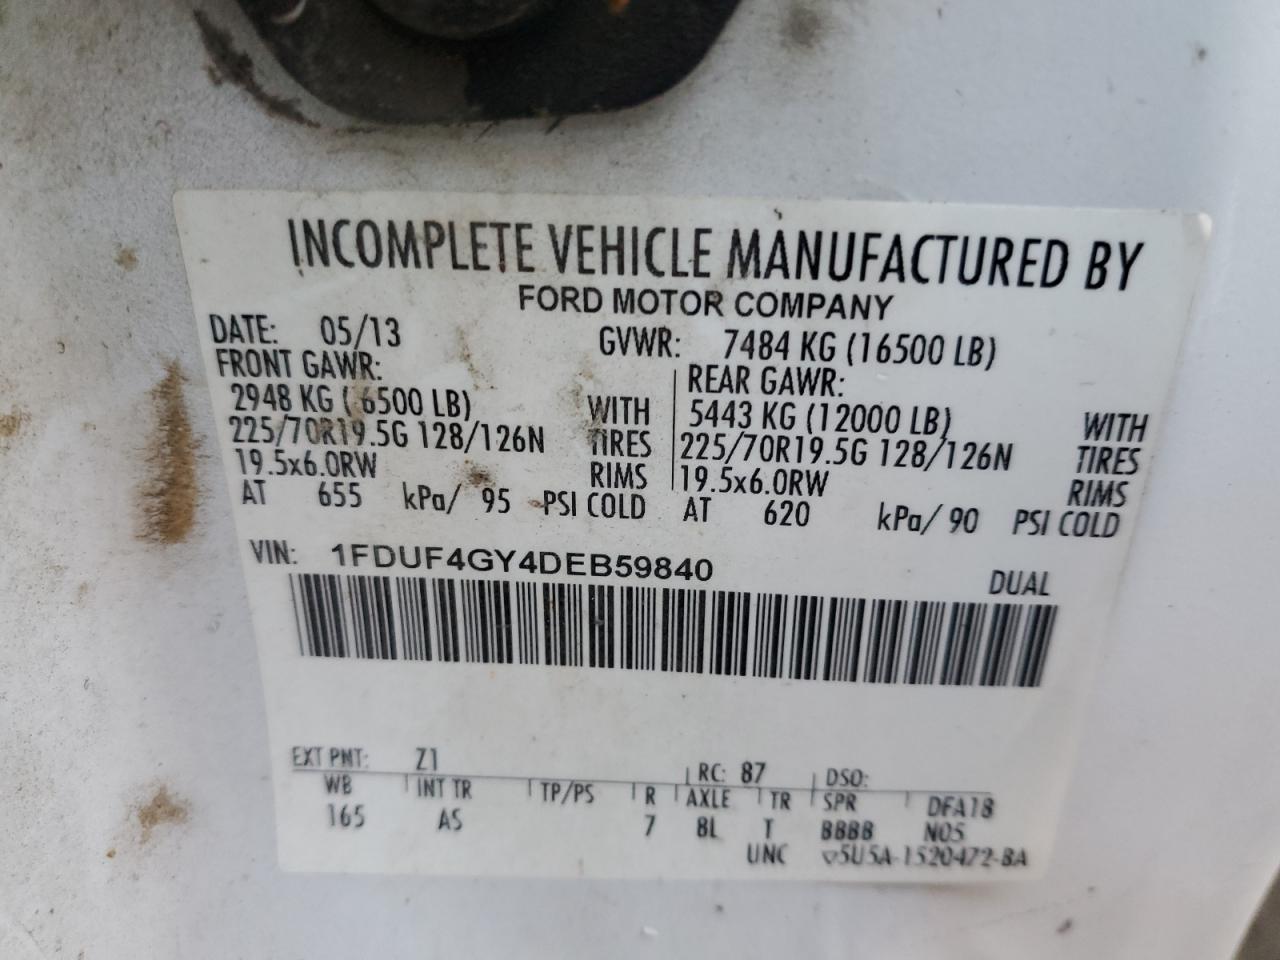 INCOMPLETE VEHICLE MANUFACTURED BY
FORD MOTOR COMPANY
DATE: 05/13 GVWR: 7484 KG (16500 LB)
FRONT GAWR: REAR GAWR:
2948 KG ( 6500 LB) WITH 5443 KG (12000 LB) WITH
225/70R19.5G 128/126N TIRES 225/70R19.5G 128/126N TIRES
19.5x6.0RW RIMS 19.5x6.0RW RIMS
AT 655 kPa/ 95 PSI COLD AT 620 kPa/ 90 PSI COLD
VIN: 1FDUF4GY4DEB59840
DUAL
EXT PNT: Z1 RC: 87 DSO:
WB INT TR TP/PS R AXLE TR SPR DFA18
165 AS 7 8L T BBBB N05
UNC ▽5U5A-1520472-BA